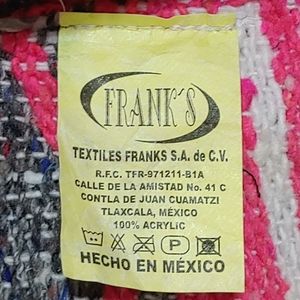 FRANK´S
TEXTILES FRANKS S.A. de C.V.
R.F.C. TFR-971211-B1A
CALLE DE LA AMISTAD No. 41 C
CONTLA DE JUAN CUAMATZI
TLAXCALA, MÉXICO
100% ACRYLIC
P
HECHO EN MÉXICO